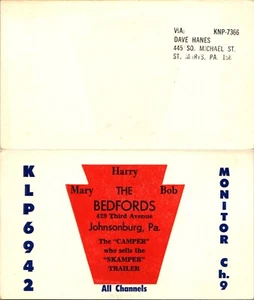 VIA: KNP-7366
DAVE HANES
445 SO. MICHAEL ST.
ST. MARYS, PA.
KLP6942
Harry
Mary THE Bob
BEDFORDS
429 Third Avenue
Johnsonburg, Pa.
The "CAMPER"
who sells the
"SKAMPER"
TRAILER
All Channels
MONITOR Ch.9